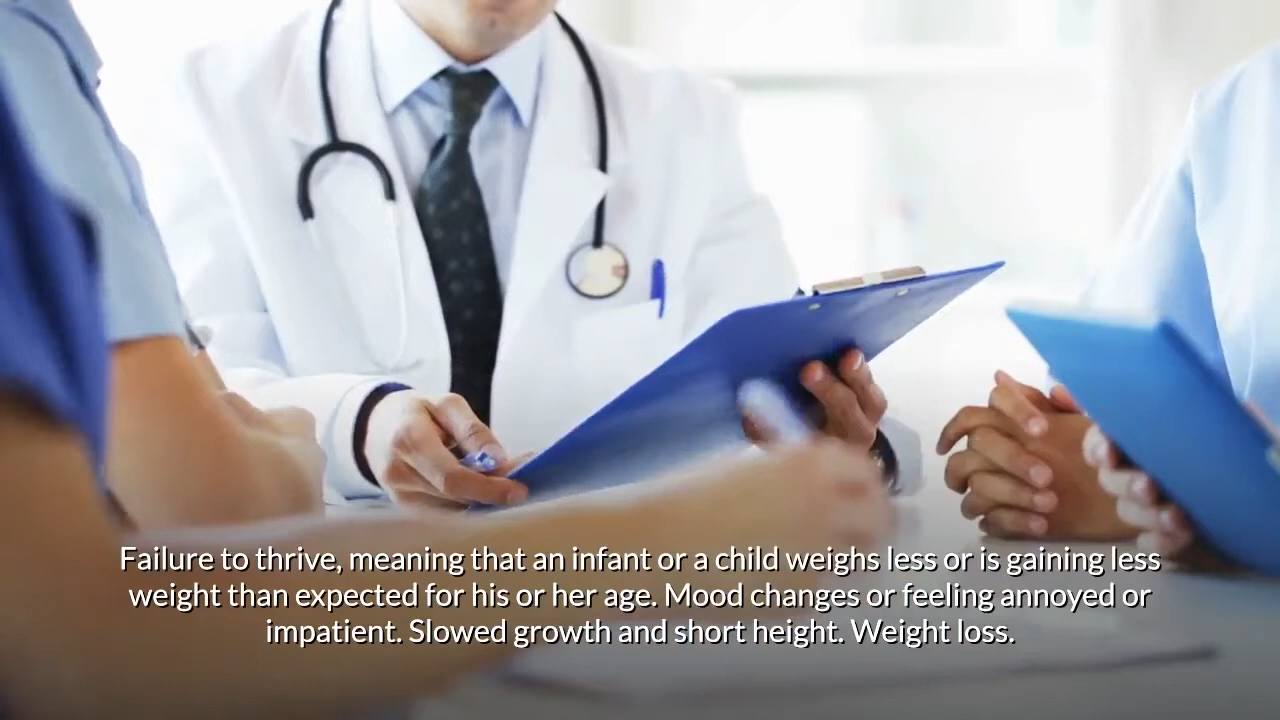 Failure to thrive, meaning that an infant or a child weighs less or is gaining less
weight than expected for his or her age. Mood changes or feeling annoyed or
impatient. Slowed growth and short height. Weight loss.